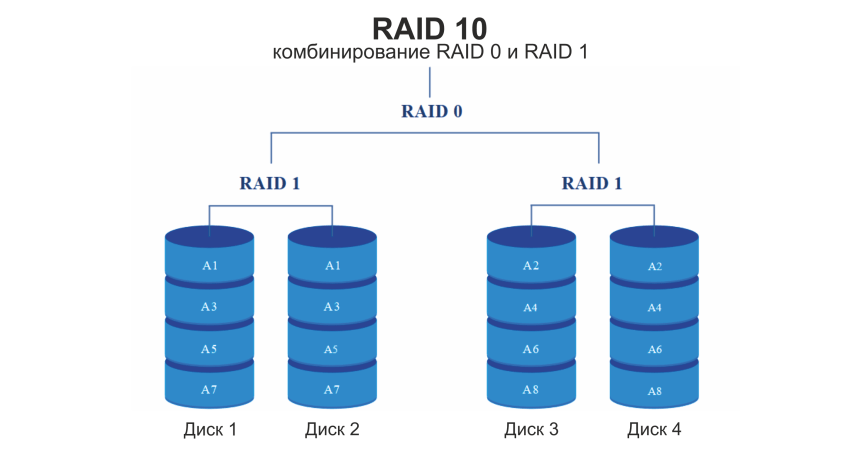 RAID 10
комбинирование RAID 0 и RAID 1
RAID 0
RAID 1 RAID 1
A1 A1 A2 A2
A3 A3 A4 A4
A5 A5 A6 A6
A7 A7 A8 A8
Диск 1 Диск 2 Диск 3 Диск 4